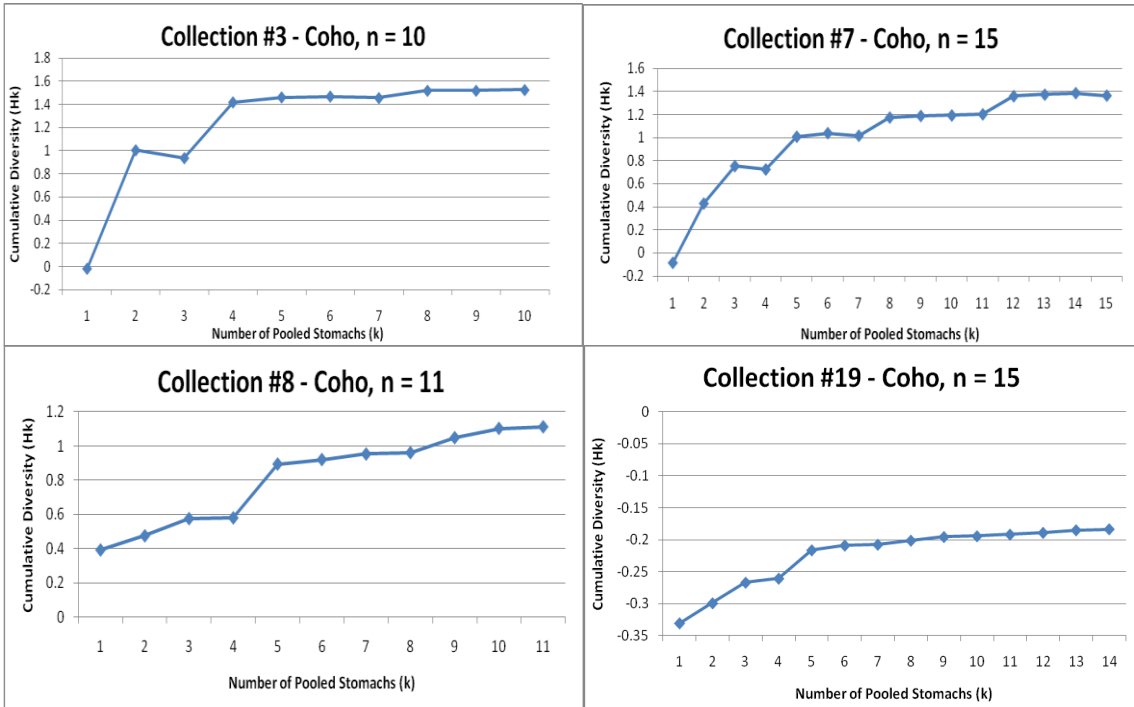 Collection #3 - Coho, n = 10
Cumulative Diversity (Hk)
1.8
1.6
1.4
1.2
1
0.8
0.6
0.4
0.2
0
-0.2
1 2 3 4 5 6 7 8 9 10
Number of Pooled Stomachs (k)
Collection #7 - Coho, n = 15
Cumulative Diversity (Hk)
1.6
1.4
1.2
1
0.8
0.6
0.4
0.2
0
-0.2
1 2 3 4 5 6 7 8 9 10 11 12 13 14 15
Number of Pooled Stomachs (k)
Collection #8 - Coho, n = 11
Cumulative Diversity (Hk)
1.2
1
0.8
0.6
0.4
0.2
0
1 2 3 4 5 6 7 8 9 10 11
Number of Pooled Stomachs (k)
Collection #19 - Coho, n = 15
Cumulative Diversity (Hk)
0
-0.05
-0.1
-0.15
-0.2
-0.25
-0.3
-0.35
1 2 3 4 5 6 7 8 9 10 11 12 13 14
Number of Pooled Stomachs (k)